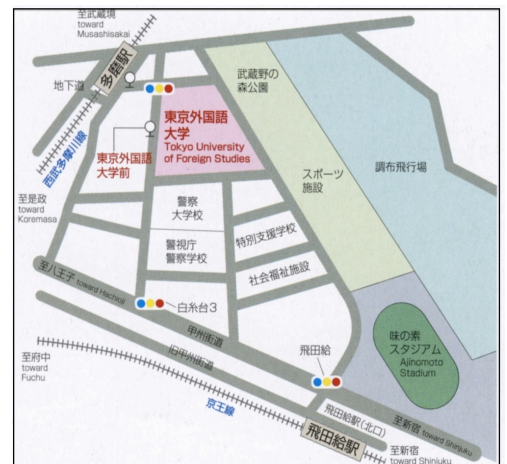 至武蔵境
toward
Musashisakai
多磨駅
地下道
西武多摩川線
東京外国語
大学前
東京外国語
大学
Tokyo University
of Foreign Studies
武蔵野の
森公園
スポーツ
施設
調布飛行場
至是政
toward
Koremasa
警察
大学校
警視庁
警察学校
特別支援学校
社会福祉施設
至八王子 toward Hachioji
白糸台3
甲州街道
旧甲州街道
飛田給
味の素
スタジアム
Ajinomoto
Stadium
至府中
toward
Fuchu
京王線
飛田給駅(北口)
飛田給駅
至新宿 toward Shinjuku
至新宿
toward Shinjuku